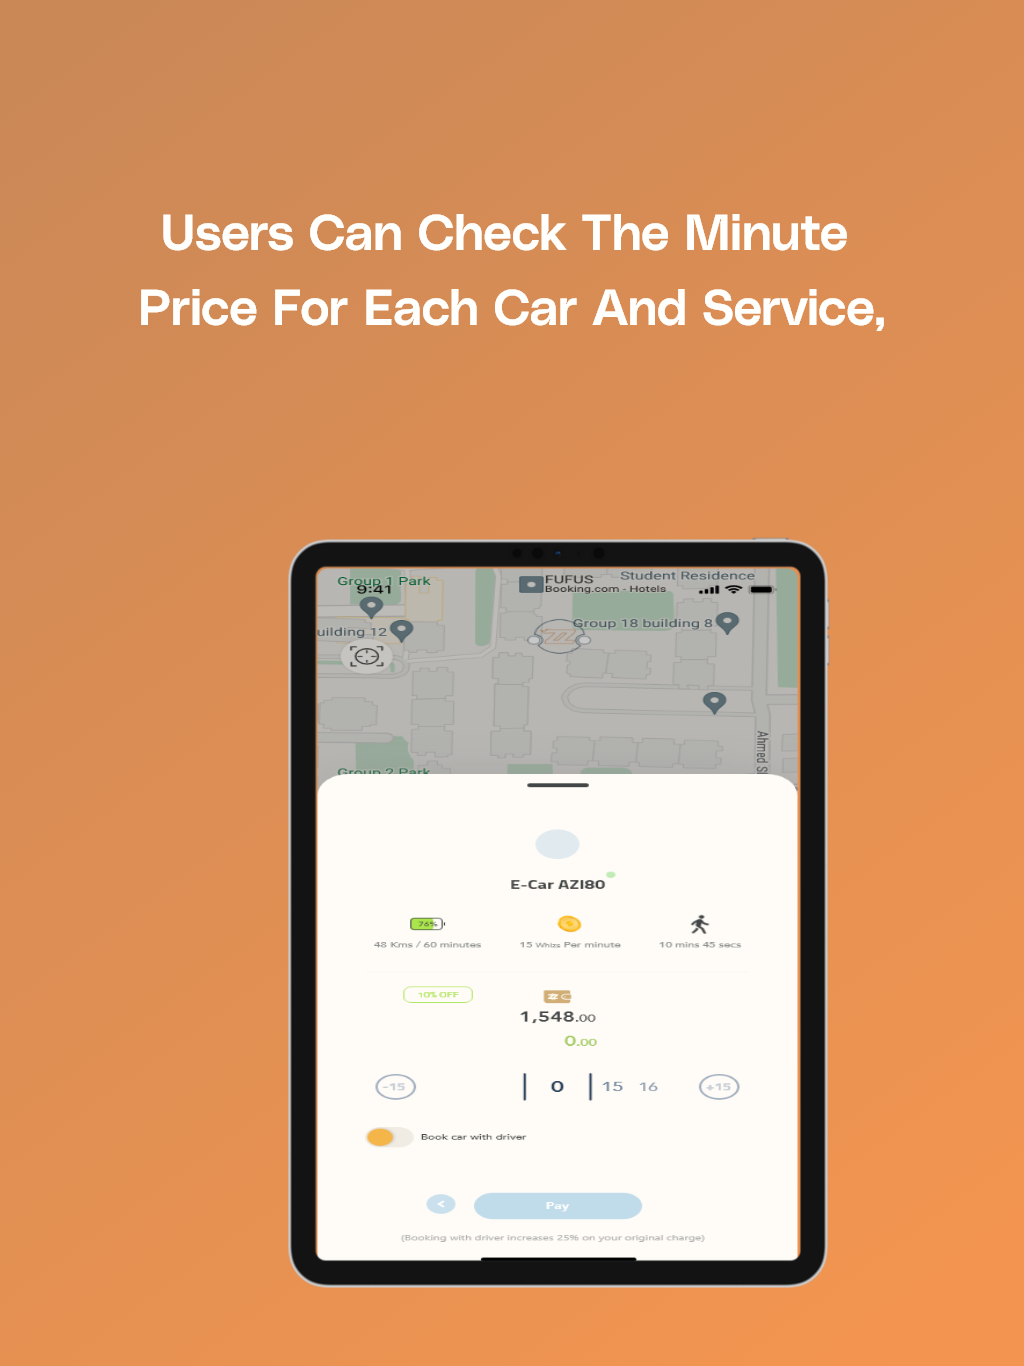 Users Can Check The Minute
Price For Each Car And Service,
Group 1 Park
9:41
FUFUS
Booking.com - Hotels
Student Residence
uilding 12
Group 18 building 8
Group 2 Park
Ahmed S
E-Car AZI80
76%
48 Kms / 60 minutes
15 Whizs Per minute
10 mins 45 secs
10% OFF
1,548.00
0.00
-15
0
15
16
+15
Book car with driver
<
Pay
(Booking with driver increases 25% on your original charge)